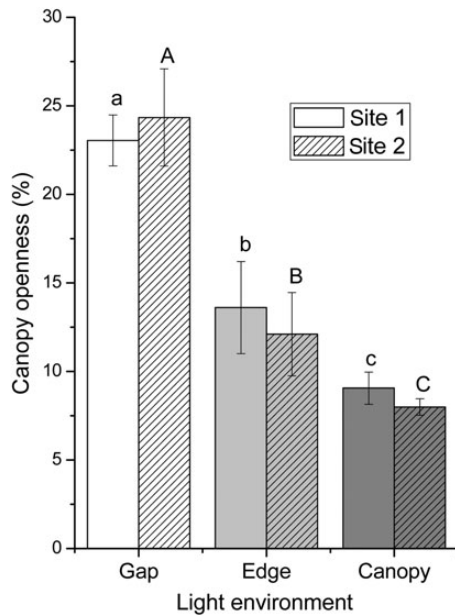 30
25
20
15
10
5
0
Canopy openness (%)
a
A
b
B
c
C
Site 1
Site 2
Gap
Edge
Canopy
Light environment